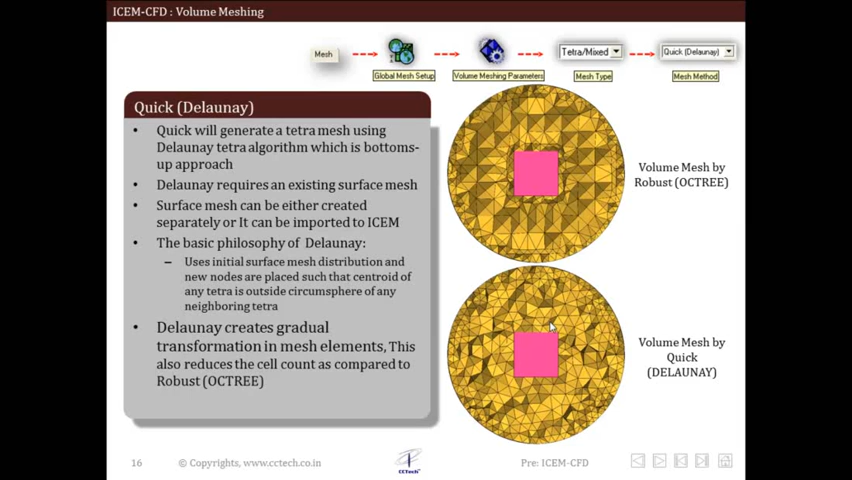 ICEM-CFD : Volume Meshing
Mesh
Global Mesh Setup
Volume Meshing Parameters
Tetra/Mixed
Mesh Type
Quick (Delaunay)
Mesh Method
Quick (Delaunay)
• Quick will generate a tetra mesh using
Delaunay tetra algorithm which is bottoms-
up approach
• Delaunay requires an existing surface mesh
• Surface mesh can be either created
separately or It can be imported to ICEM
• The basic philosophy of Delaunay:
– Uses initial surface mesh distribution and
new nodes are placed such that centroid of
any tetra is outside circumsphere of any
neighboring tetra
• Delaunay creates gradual
transformation in mesh elements, This
also reduces the cell count as compared to
Robust (OCTREE)
Volume Mesh by
Robust (OCTREE)
Volume Mesh by
Quick
(DELAUNAY)
16
© Copyrights, www.cctech.co.in
CCTech
Pre: ICEM-CFD